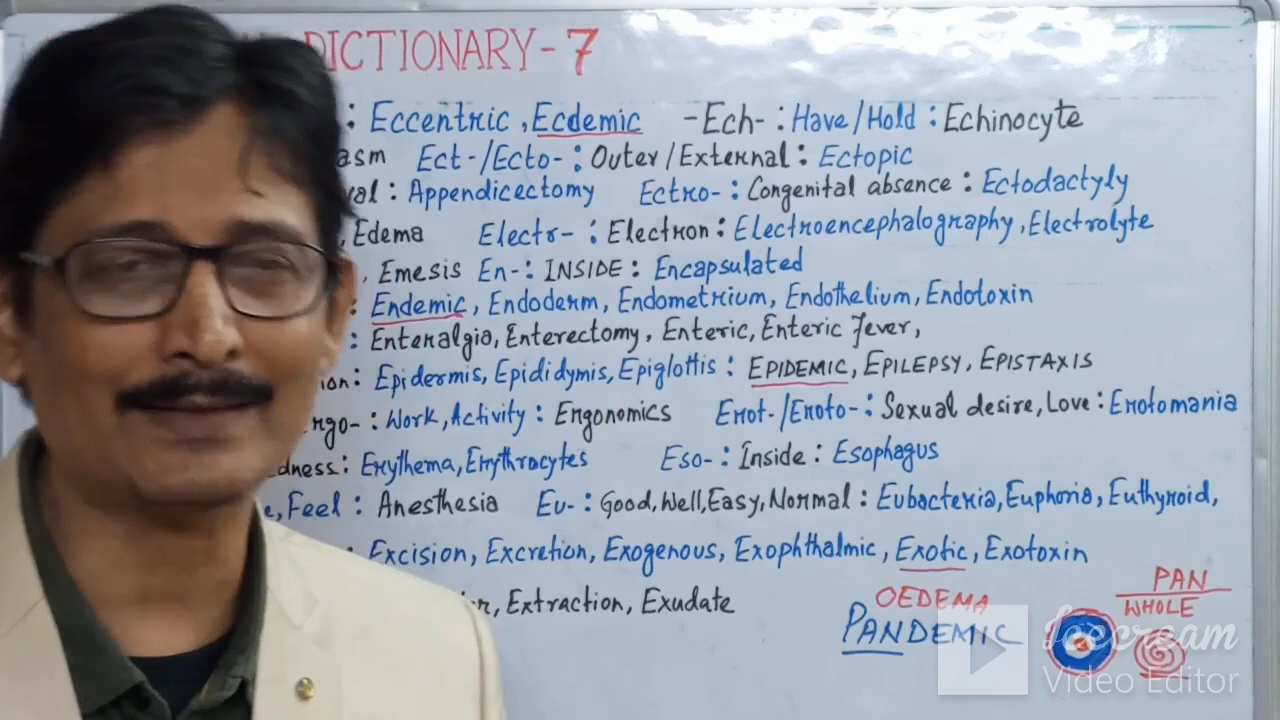 DICTIONARY-7
: Eccentric, Ecdemic -Ech-: Have/Hold: Echinocyte
asm Ect-/Ecto-: Outer/External: Ectopic
val: Appendicectomy Ectro-: Congenital absence: Ectodactyly
, Edema Electr-: Electron: Electroencephalography, Electrolyte
, Emesis En-: INSIDE: Encapsulated
: Endemic, Endoderm, Endometrium, Endothelium, Endotoxin
: Enteralgia, Enterectomy, Enteric, Enteric Fever,
ion: Epidermis, Epididymis, Epiglottis: EPIDEMIC, EPILEPSY, EPISTAXIS
rgo-: Work, Activity: Ergonomics Erot-/Eroto-: Sexual desire, Love: Erotomania
dness: Erythema, Erythrocytes Eso-: Inside: Esophagus
e, Feel: Anesthesia Eu-: Good, Well, Easy, Normal: Eubacteria, Euphoria, Euthyroid,
: Excision, Excretion, Exogenous, Exophthalmic, Exotic, Exotoxin
n, Extraction, Exudate
OEDEMA
PANDEMIC
PAN
WHOLE
Icecream
Video Editor